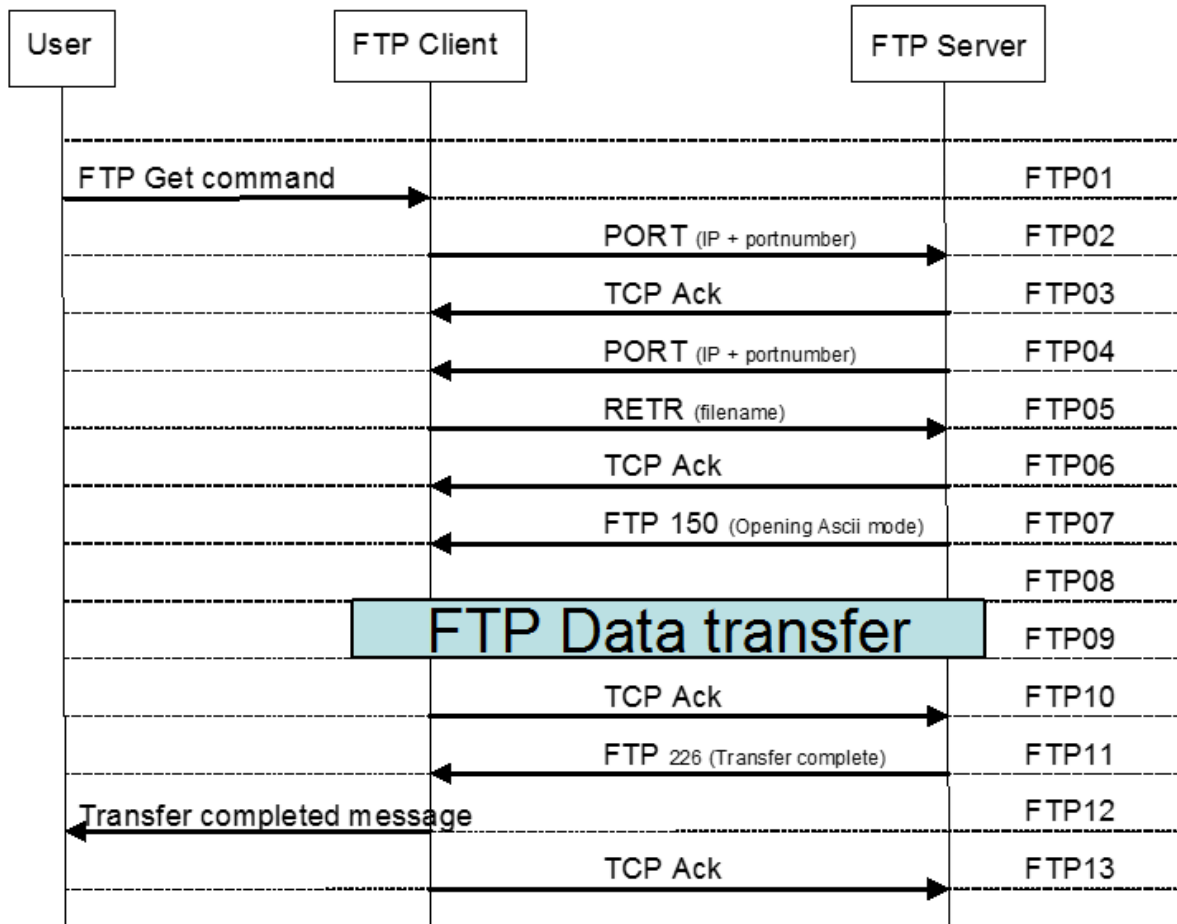 User
FTP Client
FTP Server
FTP Get command
FTP01
PORT (IP + portnumber)
FTP02
TCP Ack
FTP03
PORT (IP + portnumber)
FTP04
RETR (filename)
FTP05
TCP Ack
FTP06
FTP 150 (Opening Ascii mode)
FTP07
FTP08
FTP Data transfer
FTP09
TCP Ack
FTP10
FTP 226 (Transfer complete)
FTP11
Transfer completed message
FTP12
TCP Ack
FTP13